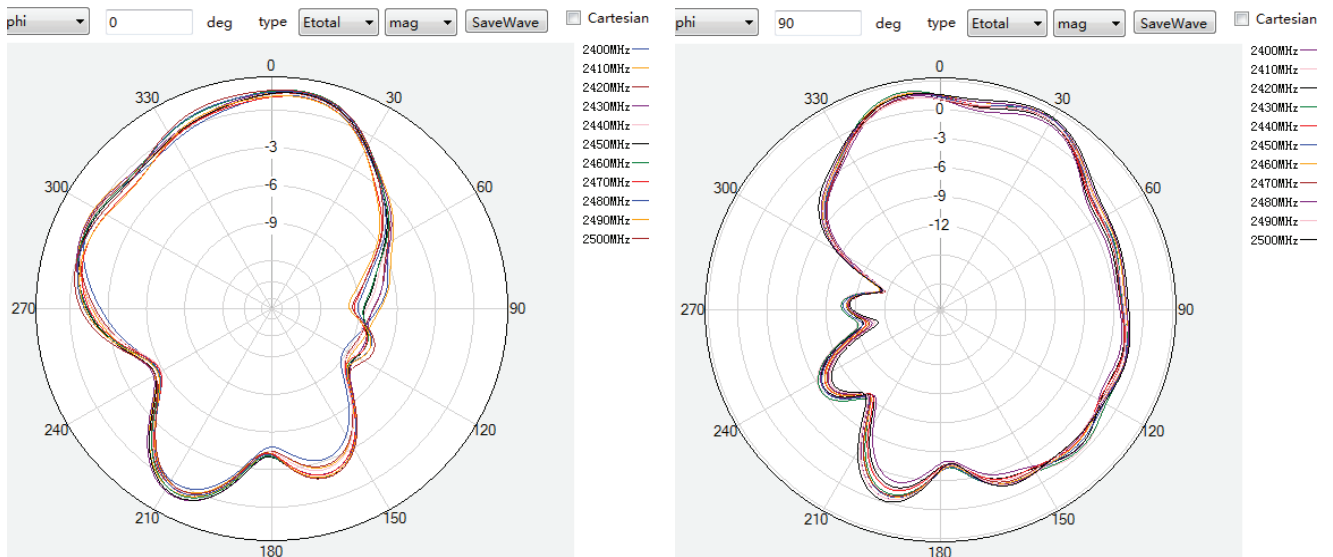 phi 0 deg type Etotal mag SaveWave Cartesian
2400MHz
2410MHz
2420MHz
2430MHz
2440MHz
2450MHz
2460MHz
2470MHz
2480MHz
2490MHz
2500MHz
0
330 30
-3
300 60
-6
-9
270 90
240 120
210 150
180
phi 90 deg type Etotal mag SaveWave Cartesian
2400MHz
2410MHz
2420MHz
2430MHz
2440MHz
2450MHz
2460MHz
2470MHz
2480MHz
2490MHz
2500MHz
0
330 30
0
-3
-6
300 60
-9
-12
270 90
240 120
210 150
180